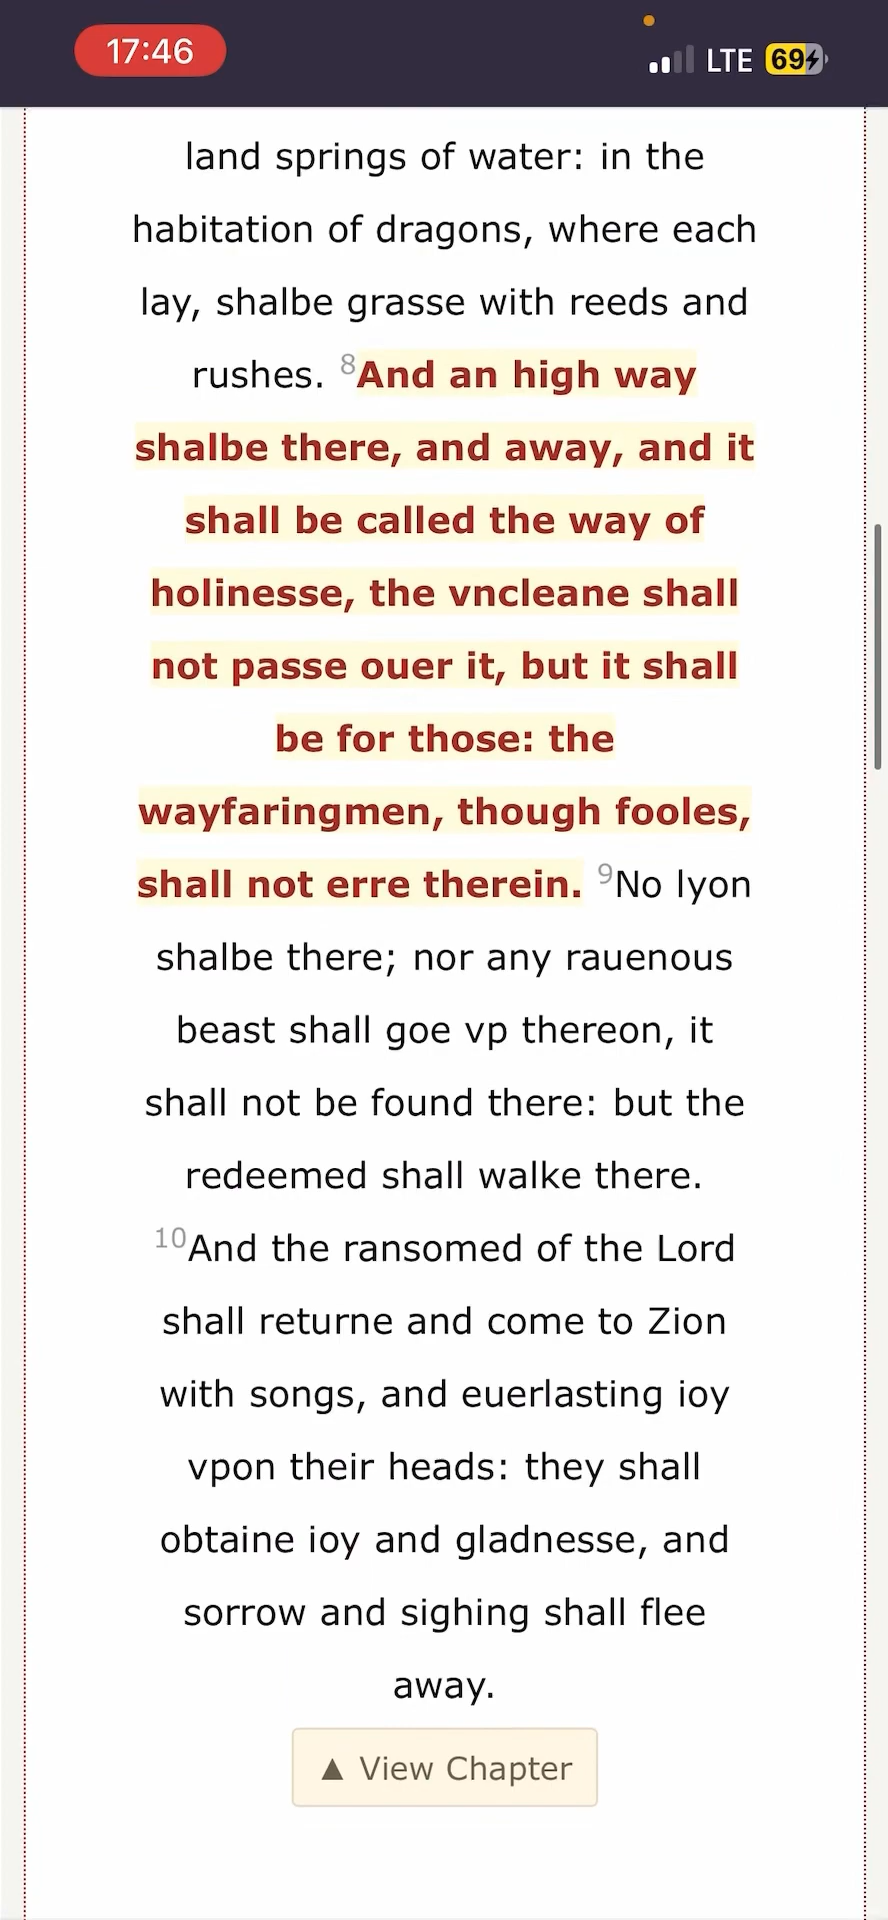 17:46
LTE 69
land springs of water: in the
habitation of dragons, where each
lay, shalbe grasse with reeds and
rushes. 8And an high way
shalbe there, and away, and it
shall be called the way of
holinesse, the vncleane shall
not passe ouer it, but it shall
be for those: the
wayfaringmen, though fooles,
shall not erre therein. 9No lyon
shalbe there; nor any rauenous
beast shall goe vp thereon, it
shall not be found there: but the
redeemed shall walke there.
10And the ransomed of the Lord
shall returne and come to Zion
with songs, and euerlasting ioy
vpon their heads: they shall
obtaine ioy and gladnesse, and
sorrow and sighing shall flee
away.
▲ View Chapter